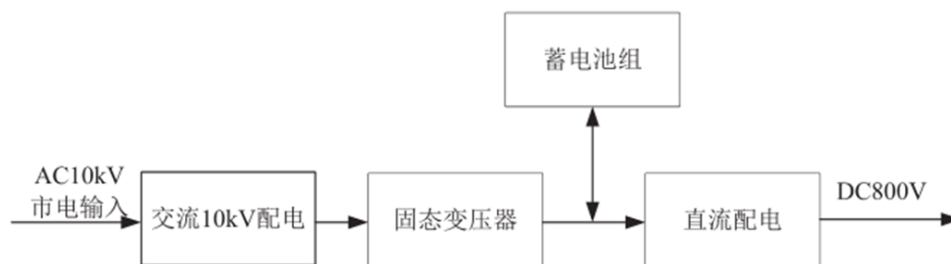 蓄电池组
AC10kV
市电输入
交流10kV配电
固态变压器
直流配电
DC800V